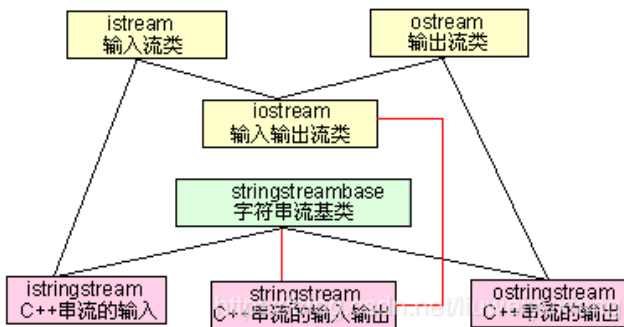 istream
输入流类
ostream
输出流类
iostream
输入输出流类
stringstreambase
字符串流基类
istringstream
C++串流的输入
stringstream
C++串流的输入输出
ostringstream
C++串流的输出